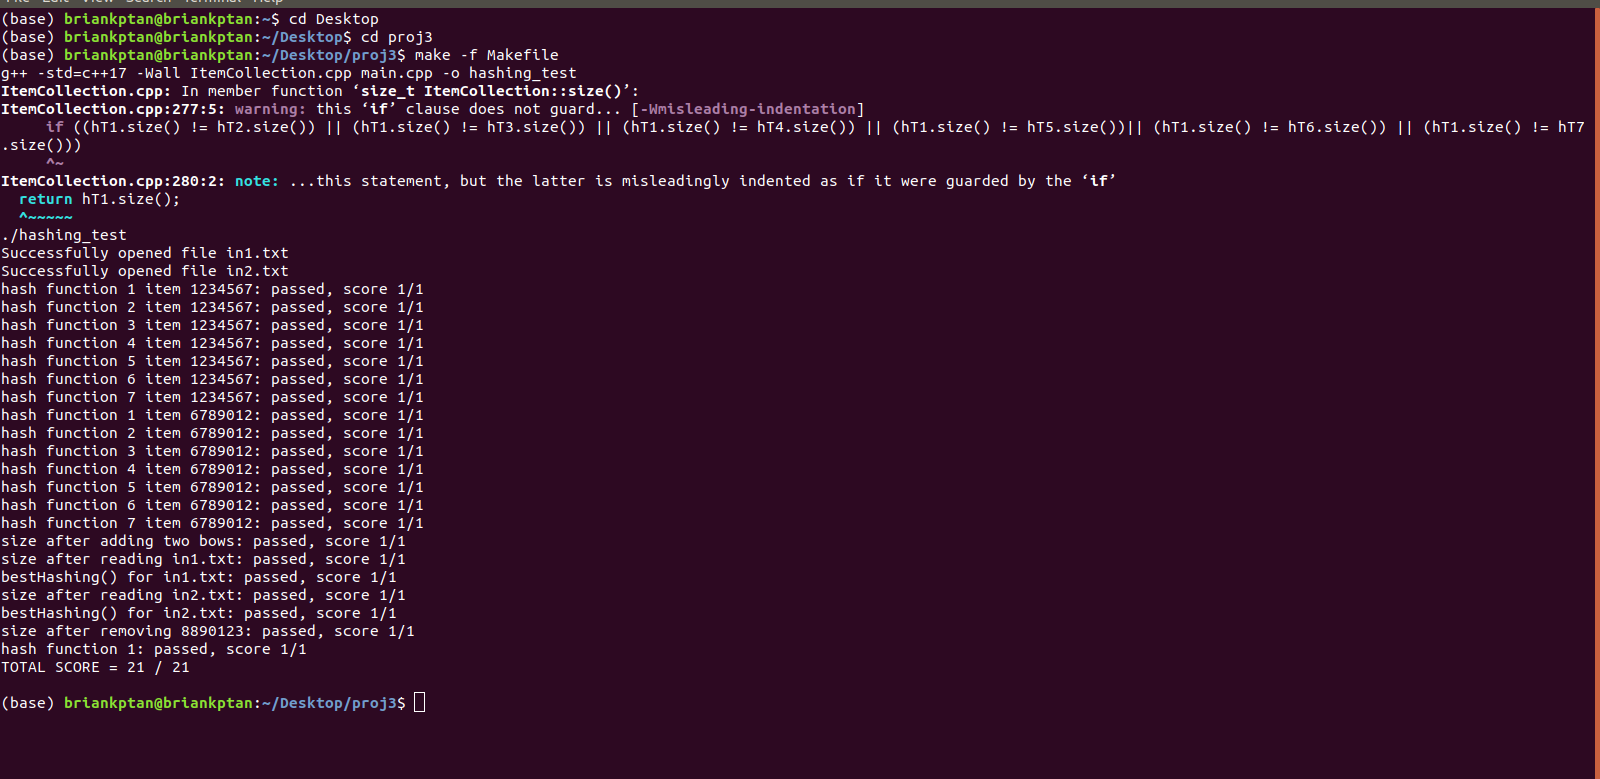 File Edit View Search Terminal Help
(base) briankptan@briankptan:~$ cd Desktop
(base) briankptan@briankptan:~/Desktop$ cd proj3
(base) briankptan@briankptan:~/Desktop/proj3$ make -f Makefile
g++ -std=c++17 -Wall ItemCollection.cpp main.cpp -o hashing_test
ItemCollection.cpp: In member function ‘size_t ItemCollection::size()’:
ItemCollection.cpp:277:5: warning: this ‘if’ clause does not guard... [-Wmisleading-indentation]
     if ((hT1.size() != hT2.size()) || (hT1.size() != hT3.size()) || (hT1.size() != hT4.size()) || (hT1.size() != hT5.size())|| (hT1.size() != hT6.size()) || (hT1.size() != hT7
.size()))
     ^~
ItemCollection.cpp:280:2: note: ...this statement, but the latter is misleadingly indented as if it were guarded by the ‘if’
  return hT1.size();
  ^~~~~~
./hashing_test
Successfully opened file in1.txt
Successfully opened file in2.txt
hash function 1 item 1234567: passed, score 1/1
hash function 2 item 1234567: passed, score 1/1
hash function 3 item 1234567: passed, score 1/1
hash function 4 item 1234567: passed, score 1/1
hash function 5 item 1234567: passed, score 1/1
hash function 6 item 1234567: passed, score 1/1
hash function 7 item 1234567: passed, score 1/1
hash function 1 item 6789012: passed, score 1/1
hash function 2 item 6789012: passed, score 1/1
hash function 3 item 6789012: passed, score 1/1
hash function 4 item 6789012: passed, score 1/1
hash function 5 item 6789012: passed, score 1/1
hash function 6 item 6789012: passed, score 1/1
hash function 7 item 6789012: passed, score 1/1
size after adding two bows: passed, score 1/1
size after reading in1.txt: passed, score 1/1
bestHashing() for in1.txt: passed, score 1/1
size after reading in2.txt: passed, score 1/1
bestHashing() for in2.txt: passed, score 1/1
size after removing 8890123: passed, score 1/1
hash function 1: passed, score 1/1
TOTAL SCORE = 21 / 21
(base) briankptan@briankptan:~/Desktop/proj3$